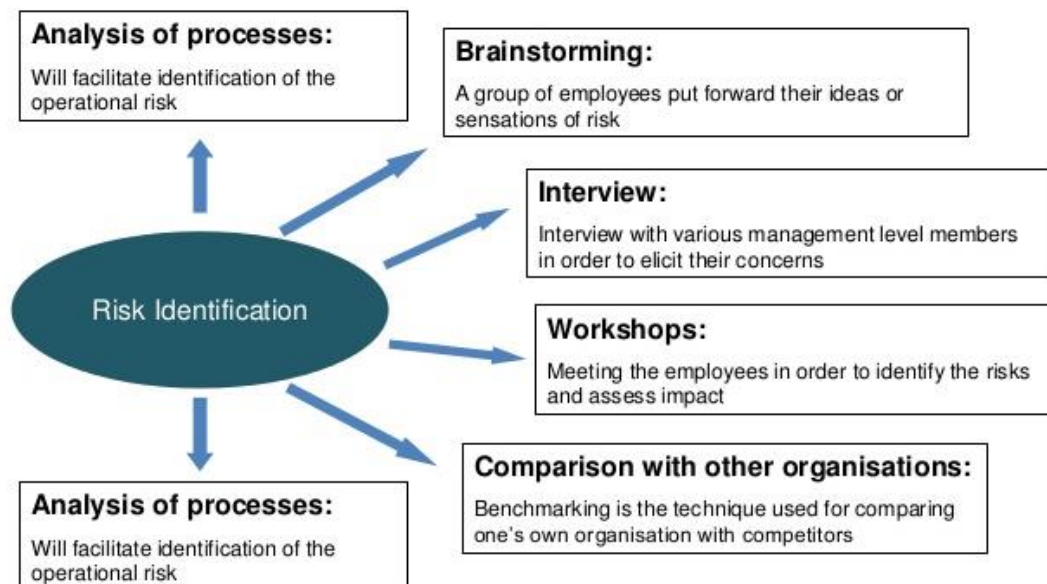 Analysis of processes:
Will facilitate identification of the
operational risk
Brainstorming:
A group of employees put forward their ideas or
sensations of risk
Interview:
Interview with various management level members
in order to elicit their concerns
Risk Identification
Workshops:
Meeting the employees in order to identify the risks
and assess impact
Comparison with other organisations:
Benchmarking is the technique used for comparing
one's own organisation with competitors
Analysis of processes:
Will facilitate identification of the
operational risk